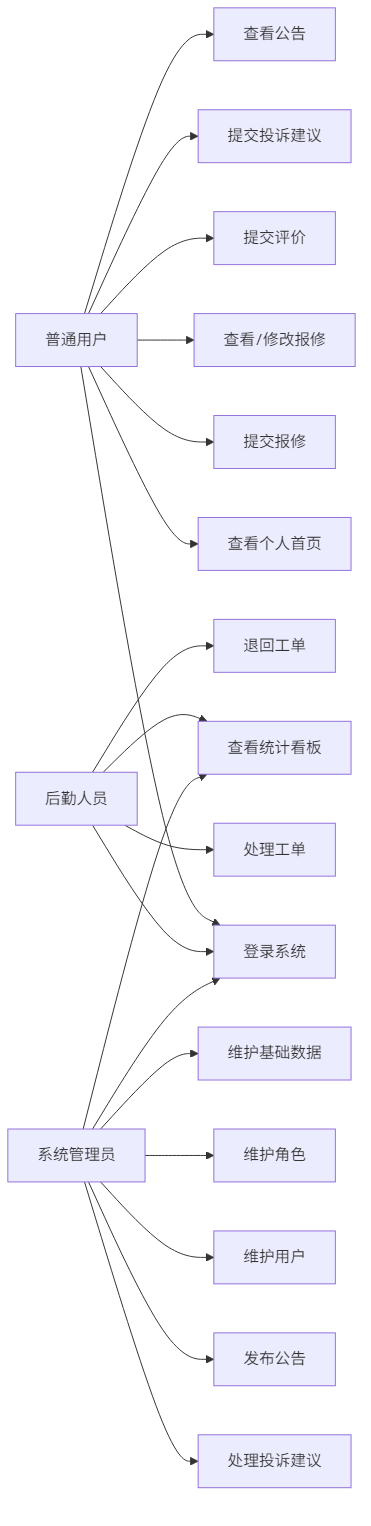 查看公告
提交投诉建议
提交评价
普通用户
查看/修改报修
提交报修
查看个人首页
退回工单
查看统计看板
后勤人员
处理工单
登录系统
维护基础数据
系统管理员
维护角色
维护用户
发布公告
处理投诉建议